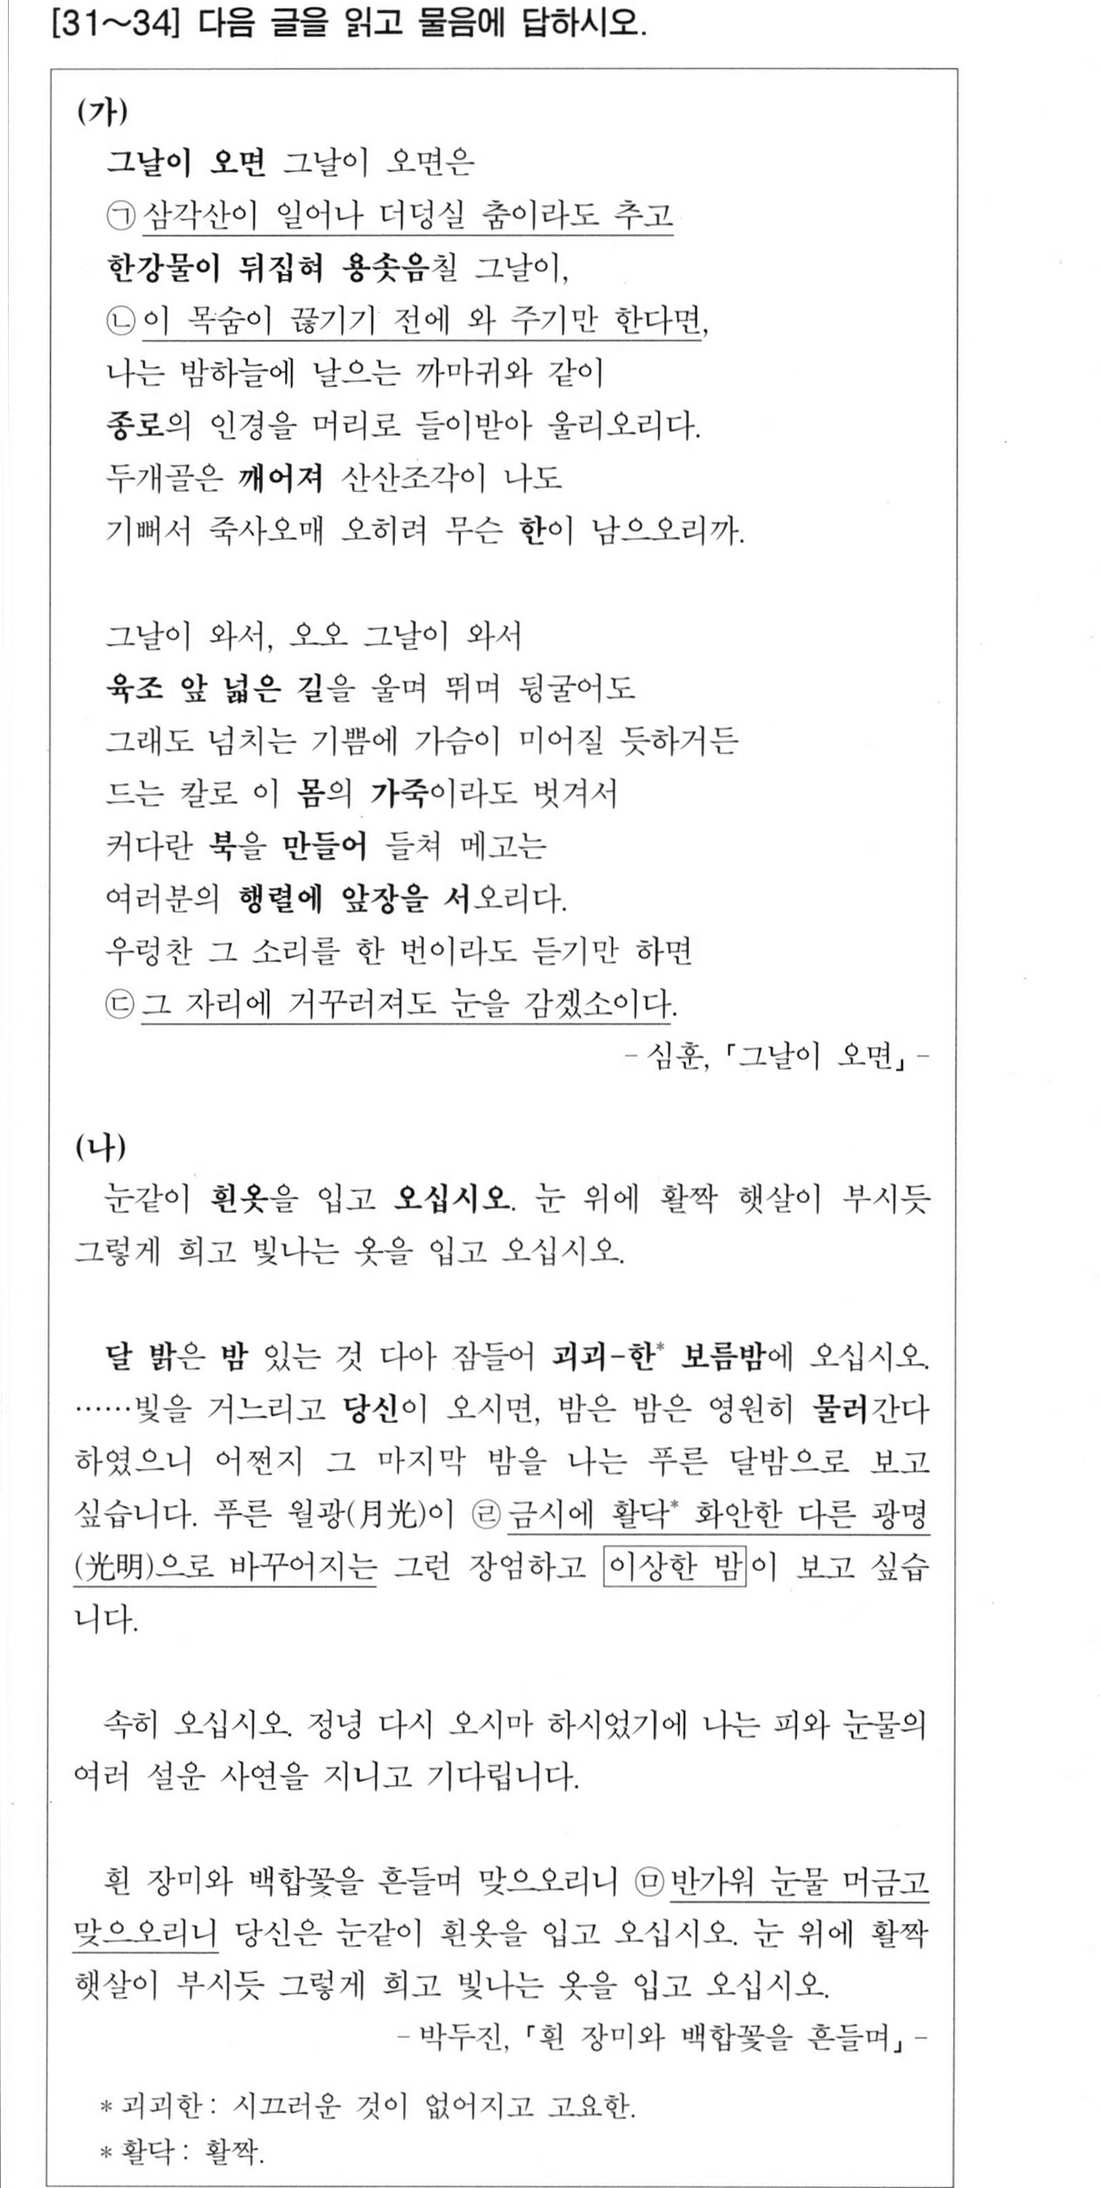 [31～34] 다음 글을 읽고 물음에 답하시오.
(가)
그날이 오면 그날이 오면은
㉠삼각산이 일어나 더덩실 춤이라도 추고
한강물이 뒤집혀 용솟음칠 그날이,
㉡이 목숨이 끊기기 전에 와 주기만 한다면,
나는 밤하늘에 날으는 까마귀와 같이
종로의 인경을 머리로 들이받아 울리오리다.
두개골은 깨어져 산산조각이 나도
기뻐서 죽사오매 오히려 무슨 한이 남으오리까.
그날이 와서, 오오 그날이 와서
육조 앞 넓은 길을 울며 뛰며 뒹굴어도
그래도 넘치는 기쁨에 가슴이 미어질 듯하거든
드는 칼로 이 몸의 가죽이라도 벗겨서
커다란 북을 만들어 들쳐 메고는
여러분의 행렬에 앞장을 서오리다.
우렁찬 그 소리를 한 번이라도 듣기만 하면
㉢그 자리에 거꾸러져도 눈을 감겠소이다.
- 심훈, 「그날이 오면」 -
(나)
눈같이 흰옷을 입고 오십시오. 눈 위에 활짝 햇살이 부시듯
그렇게 희고 빛나는 옷을 입고 오십시오.
달 밝은 밤 있는 것 다아 잠들어 괴괴-한* 보름밤에 오십시오.
……빛을 거느리고 당신이 오시면, 밤은 밤은 영원히 물러간다
하였으니 어쩐지 그 마지막 밤을 나는 푸른 달밤으로 보고
싶습니다. 푸른 월광(月光)이 ㉣금시에 활닥* 화안한 다른 광명
(光明)으로 바꾸어지는 그런 장엄하고 이상한 밤이 보고 싶습
니다.
속히 오십시오. 정녕 다시 오시마 하시었기에 나는 피와 눈물의
여러 설운 사연을 지니고 기다립니다.
흰 장미와 백합꽃을 흔들며 맞으오리니 ㉤반가워 눈물 머금고
맞으오리니 당신은 눈같이 흰옷을 입고 오십시오. 눈 위에 활짝
햇살이 부시듯 그렇게 희고 빛나는 옷을 입고 오십시오.
- 박두진, 「흰 장미와 백합꽃을 흔들며」 -
* 괴괴한 : 시끄러운 것이 없어지고 고요한.
* 활닥 : 활짝.